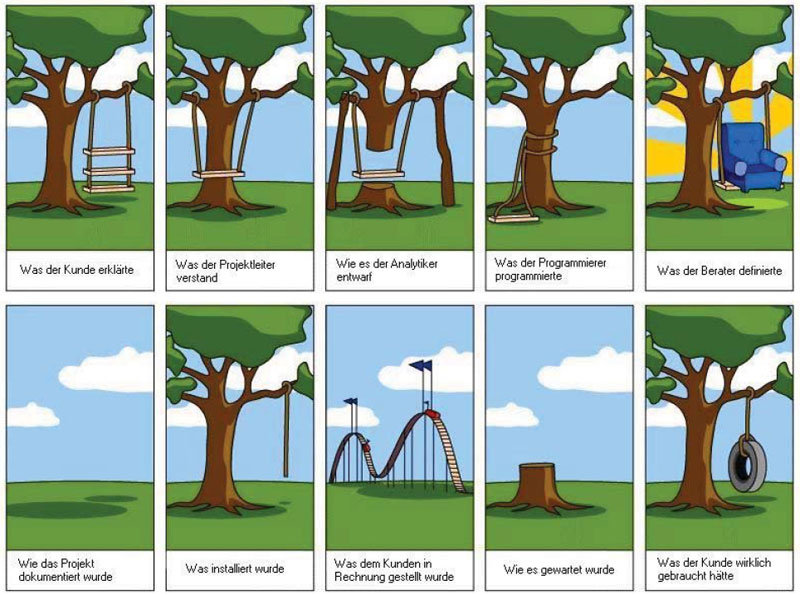 Was der Kunde erklärte
Was der Projektleiter
verstand
Wie es der Analytiker
entwarf
Was der Programmierer
programmierte
Was der Berater definierte
Wie das Projekt
dokumentiert wurde
Was installiert wurde
Was dem Kunden in
Rechnung gestellt wurde
Wie es gewartet wurde
Was der Kunde wirklich
gebraucht hätte